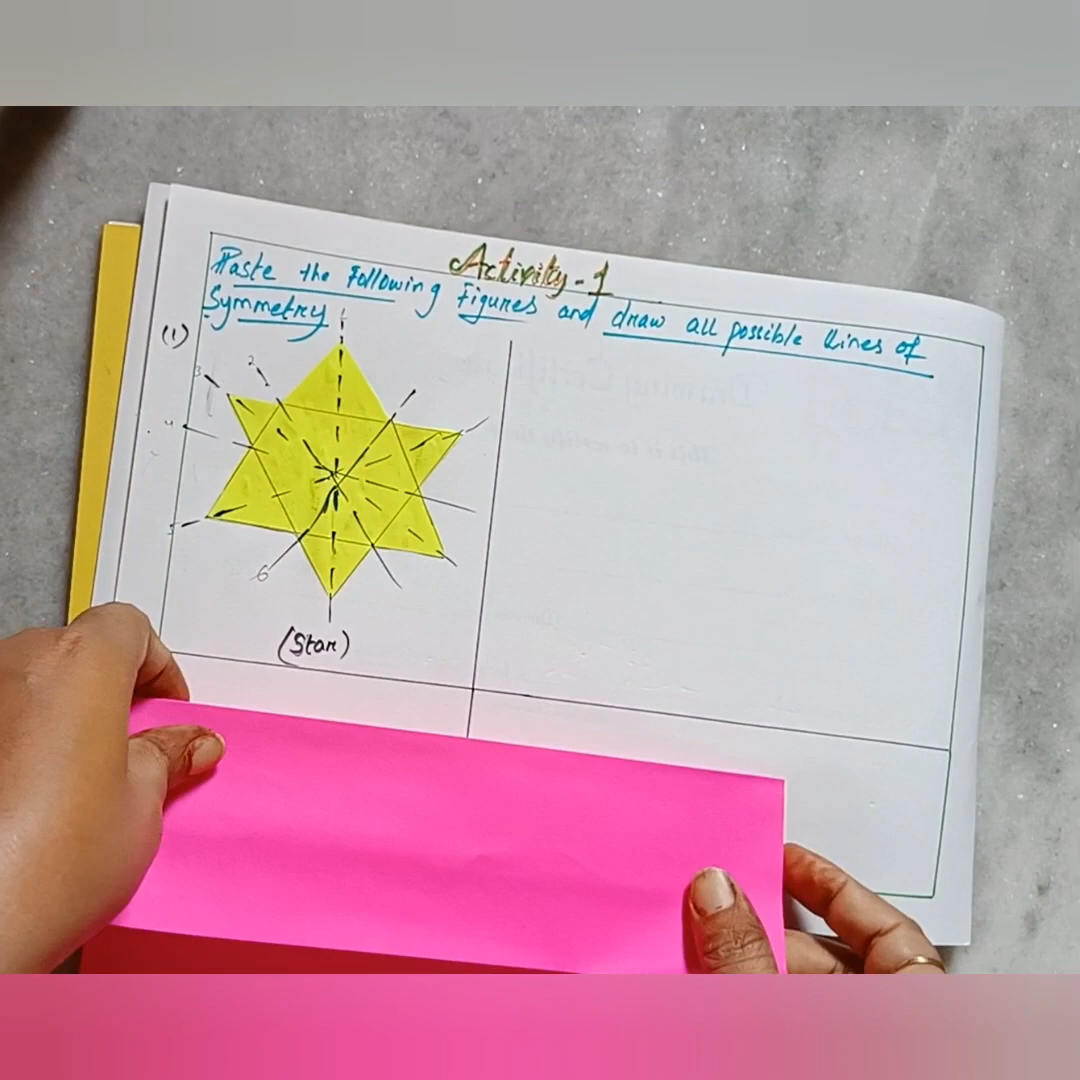 Activity-1
Paste the Following Figures and draw all possible lines of
Symmetry
(1)
1
2
3
4
5
6
(Star)